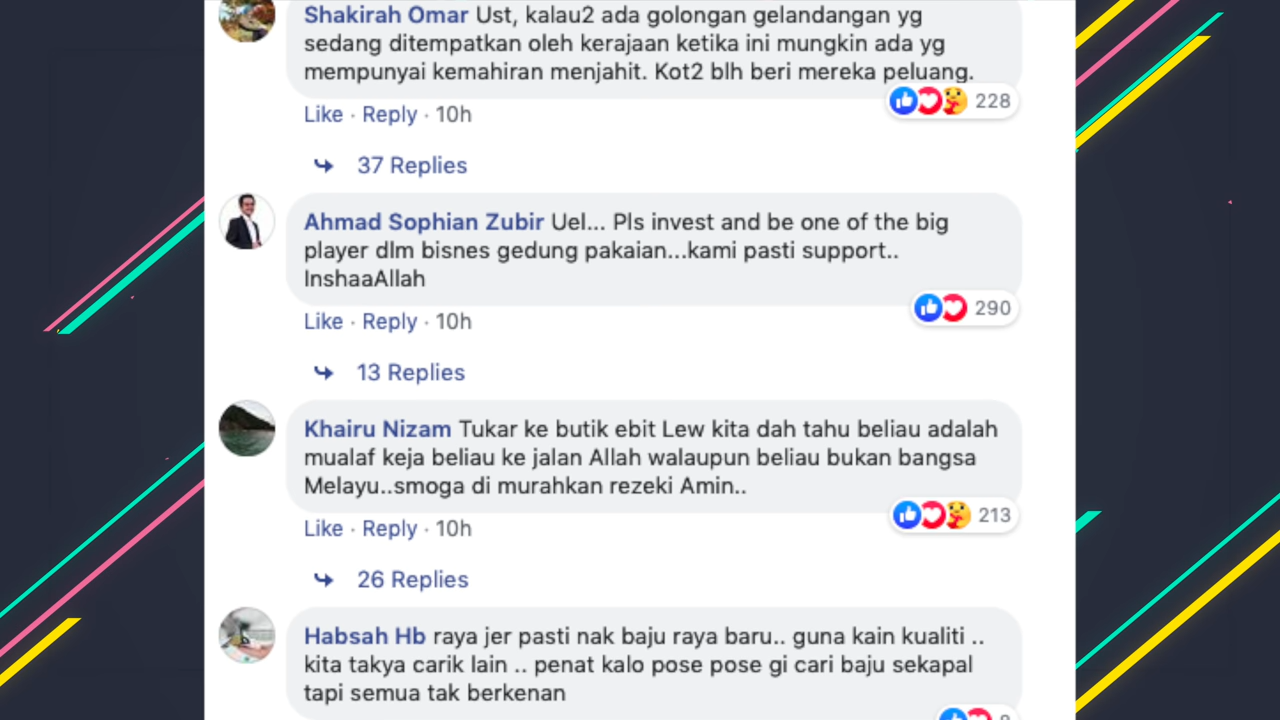 Shakirah Omar Ust, kalau2 ada golongan gelandangan yg
sedang ditempatkan oleh kerajaan ketika ini mungkin ada yg
mempunyai kemahiran menjahit. Kot2 blh beri mereka peluang.
228
Like · Reply · 10h
37 Replies
Ahmad Sophian Zubir Uel... Pls invest and be one of the big
player dlm bisnes gedung pakaian...kami pasti support..
InshaaAllah
290
Like · Reply · 10h
13 Replies
Khairu Nizam Tukar ke butik ebit Lew kita dah tahu beliau adalah
mualaf keja beliau ke jalan Allah walaupun beliau bukan bangsa
Melayu..smoga di murahkan rezeki Amin..
213
Like · Reply · 10h
26 Replies
Habsah Hb raya jer pasti nak baju raya baru.. guna kain kualiti ..
kita takya carik lain .. penat kalo pose pose gi cari baju sekapal
tapi semua tak berkenan